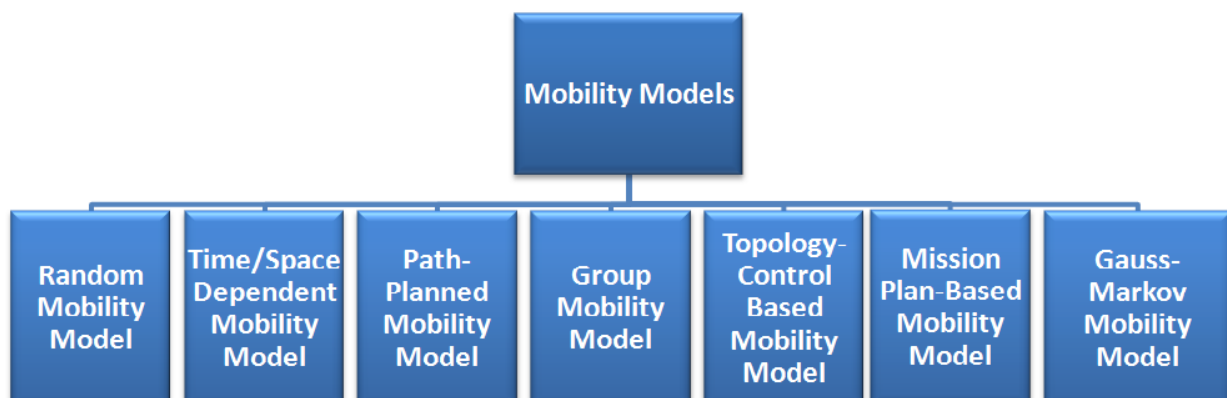 Mobility Models
Random
Mobility
Model
Time/Space
Dependent
Mobility
Model
Path-
Planned
Mobility
Model
Group
Mobility
Model
Topology-
Control
Based
Mobility
Model
Mission
Plan-Based
Mobility
Model
Gauss-
Markov
Mobility
Model